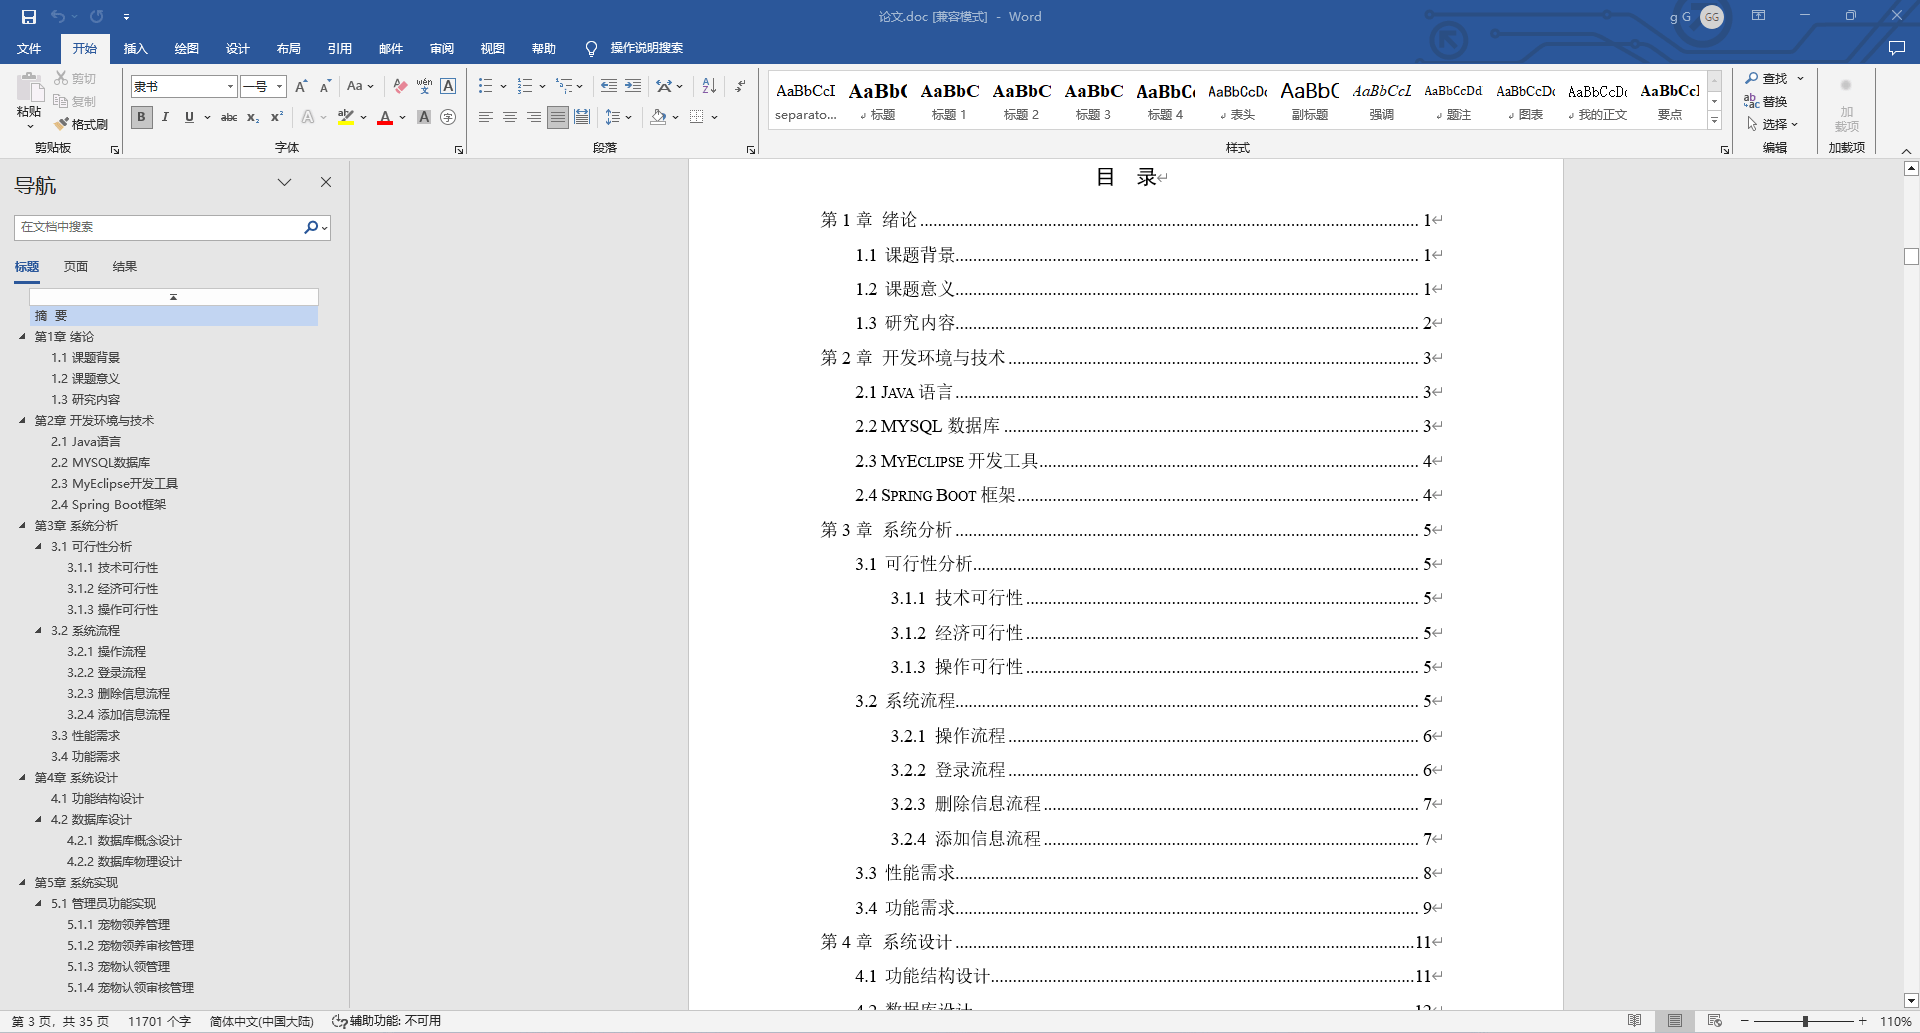 论文.doc [兼容模式] - Word
g G GG
文件 开始 插入 绘图 设计 布局 引用 邮件 审阅 视图 帮助 操作说明搜索
粘贴 剪切 复制 格式刷
剪贴板
隶书 一号
字体
段落
AaBbCcI AaBb( AaBbC AaBbC AaBbC AaBbC( AaBbCcDc AaBbC AaBbCcL AaBbCcDd AaBbCcDc AaBbCcDc AaBbCcI
separato... 标题 标题 1 标题 2 标题 3 标题 4 表头 副标题 强调 题注 图表 我的正文 要点
样式
查找
替换
选择
编辑
加载项
加载项
导航
在文档中搜索
标题 页面 结果
摘 要
第1章 绪论
1.1 课题背景
1.2 课题意义
1.3 研究内容
第2章 开发环境与技术
2.1 Java语言
2.2 MYSQL数据库
2.3 MyEclipse开发工具
2.4 Spring Boot框架
第3章 系统分析
3.1 可行性分析
3.1.1 技术可行性
3.1.2 经济可行性
3.1.3 操作可行性
3.2 系统流程
3.2.1 操作流程
3.2.2 登录流程
3.2.3 删除信息流程
3.2.4 添加信息流程
3.3 性能需求
3.4 功能需求
第4章 系统设计
4.1 功能结构设计
4.2 数据库设计
4.2.1 数据库概念设计
4.2.2 数据库物理设计
第5章 系统实现
5.1 管理员功能实现
5.1.1 宠物领养管理
5.1.2 宠物领养审核管理
5.1.3 宠物认领管理
5.1.4 宠物认领审核管理
目 录
第 1 章 绪论 1
1.1 课题背景 1
1.2 课题意义 1
1.3 研究内容 2
第 2 章 开发环境与技术 3
2.1 JAVA 语言 3
2.2 MYSQL 数据库 3
2.3 MYECLIPSE 开发工具 4
2.4 SPRING BOOT 框架 4
第 3 章 系统分析 5
3.1 可行性分析 5
3.1.1 技术可行性 5
3.1.2 经济可行性 5
3.1.3 操作可行性 5
3.2 系统流程 5
3.2.1 操作流程 6
3.2.2 登录流程 6
3.2.3 删除信息流程 7
3.2.4 添加信息流程 7
3.3 性能需求 8
3.4 功能需求 9
第 4 章 系统设计 11
4.1 功能结构设计 11
4.2 数据库设计 12
第 3 页，共 35 页 11701 个字 简体中文(中国大陆) 辅助功能: 不可用 110%